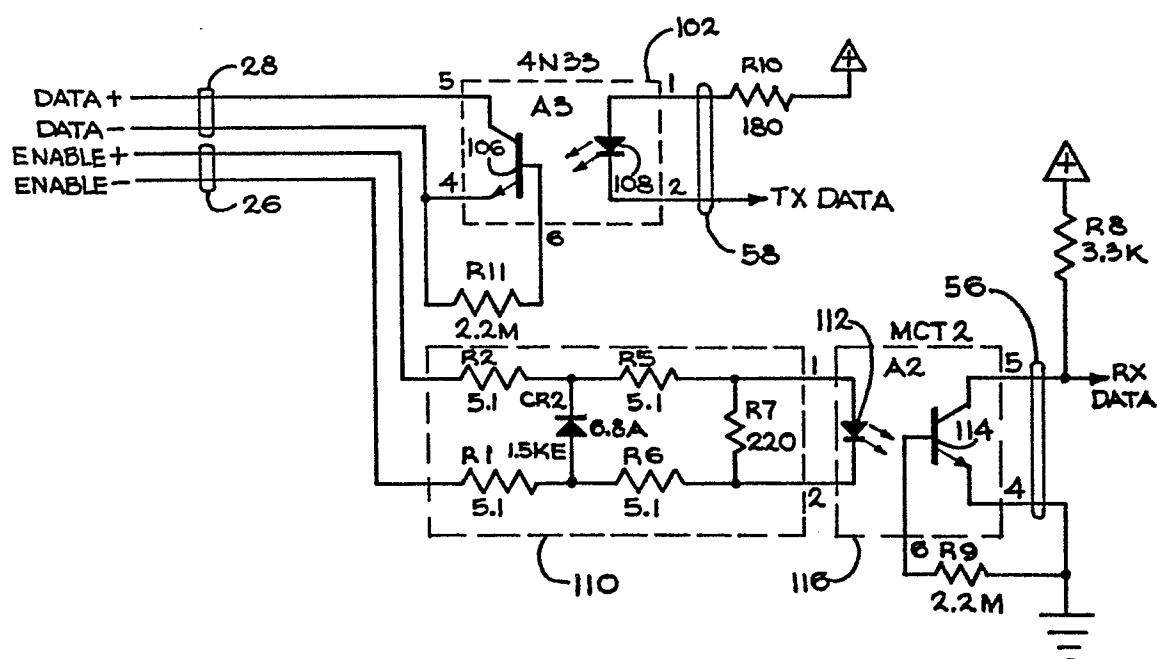 102
4N33
28
5
1
R10
DATA+
A3
DATA-
180
ENABLE+
106
ENABLE-
4
108
2
TX DATA
26
6
58
R8
3.3K
R11
56
2.2M
112
MCT2
R2
R5
1
A2
5
RX
DATA
5.1
CR2
5.1
R7
220
6.8A
114
R1
1.5KE
R6
2
4
5.1
5.1
6
R9
110
116
2.2M